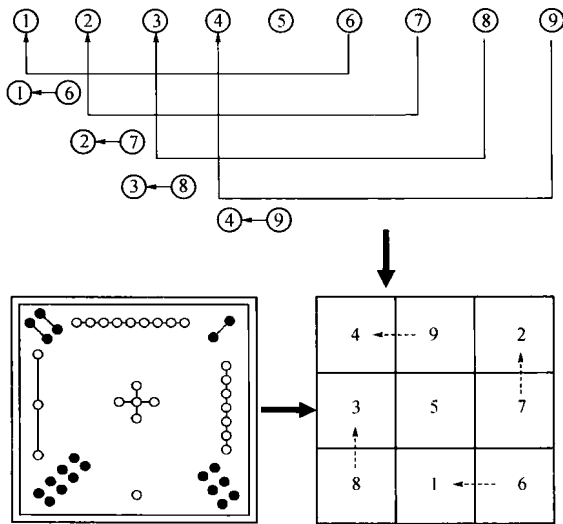 ① ② ③ ④ ⑤ ⑥ ⑦ ⑧ ⑨
①←⑥
②←⑦
③←⑧
④←⑨
4 9 2
3 5 7
8 1 6